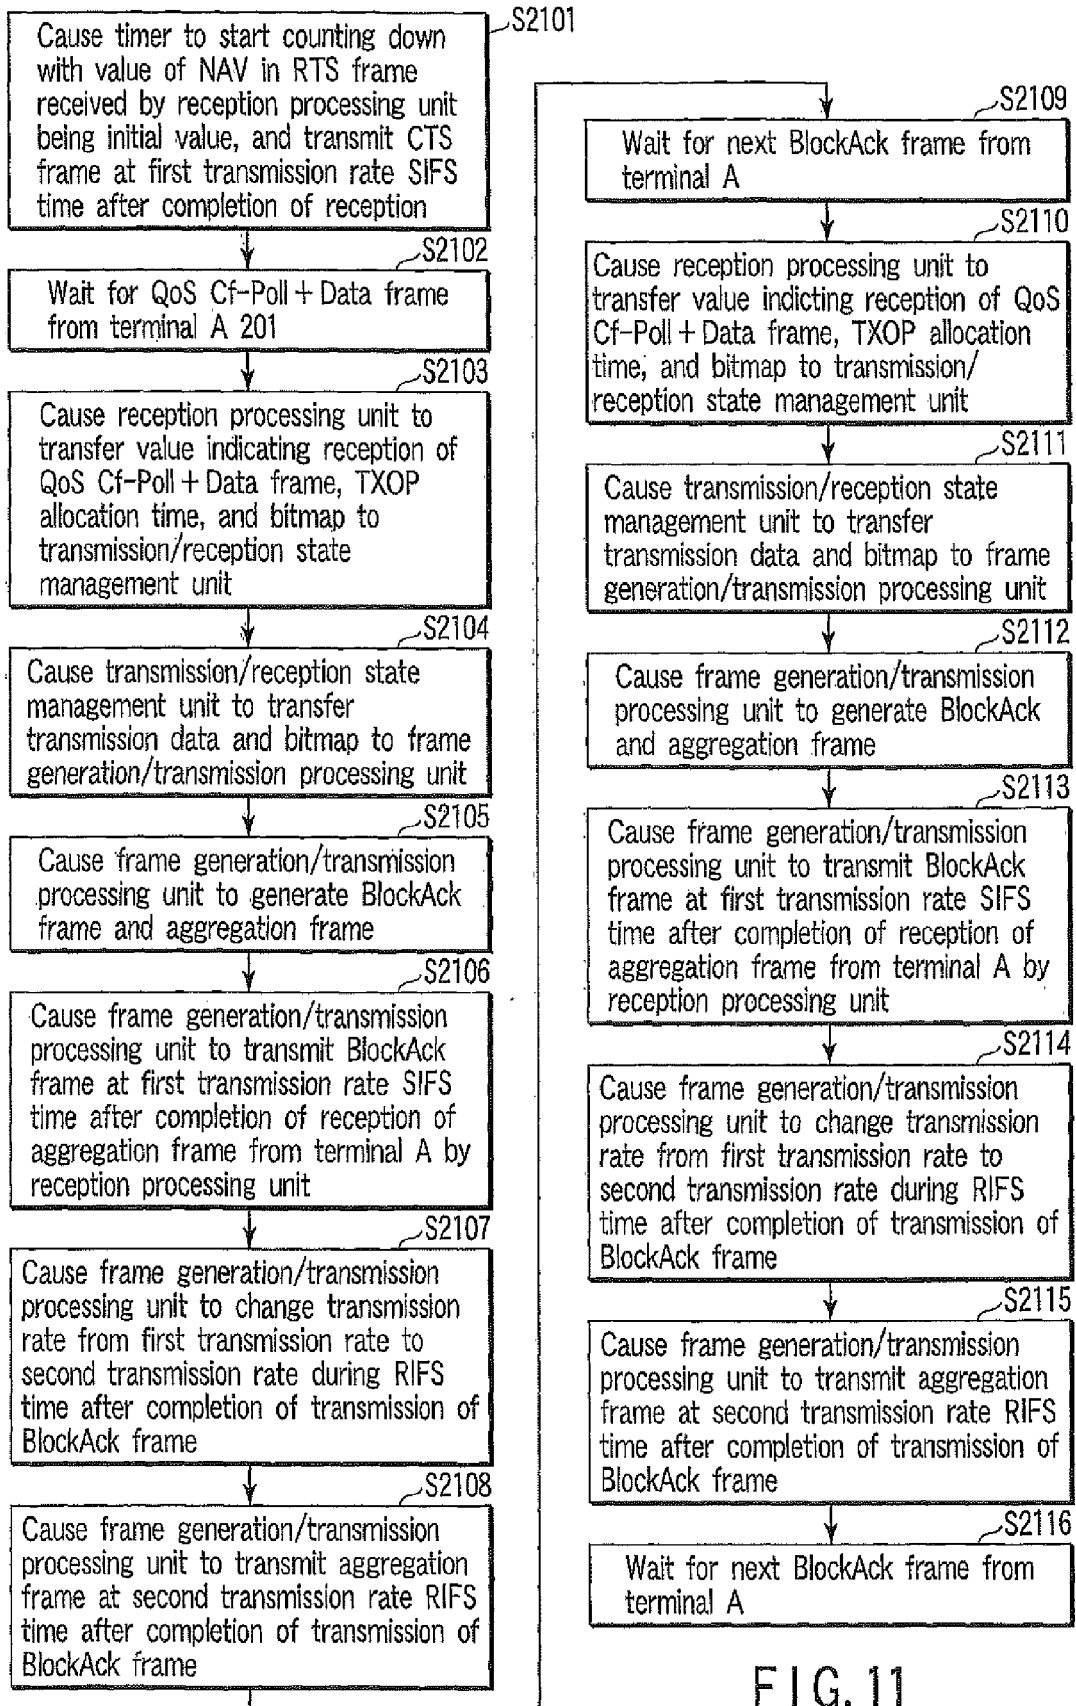 S2101
Cause timer to start counting down
with value of NAV in RTS frame
received by reception processing unit
being initial value, and transmit CTS
frame at first transmission rate SIFS
time after completion of reception
S2102
Wait for QoS Cf-Poll + Data frame
from terminal A 201
S2103
Cause reception processing unit to
transfer value indicating reception of
QoS Cf-Poll + Data frame, TXOP
allocation time, and bitmap to
transmission/reception state
management unit
S2104
Cause transmission/reception state
management unit to transfer
transmission data and bitmap to frame
generation/transmission processing unit
S2105
Cause frame generation/transmission
processing unit to generate BlockAck
frame and aggregation frame
S2106
Cause frame generation/transmission
processing unit to transmit BlockAck
frame at first transmission rate SIFS
time after completion of reception of
aggregation frame from terminal A by
reception processing unit
S2107
Cause frame generation/transmission
processing unit to change transmission
rate from first transmission rate to
second transmission rate during RIFS
time after completion of transmission of
BlockAck frame
S2108
Cause frame generation/transmission
processing unit to transmit aggregation
frame at second transmission rate RIFS
time after completion of transmission of
BlockAck frame
S2109
Wait for next BlockAck frame from
terminal A
S2110
Cause reception processing unit to
transfer value indicting reception of QoS
Cf-Poll + Data frame, TXOP allocation
time, and bitmap to transmission/
reception state management unit
S2111
Cause transmission/reception state
management unit to transfer
transmission data and bitmap to frame
generation/transmission processing unit
S2112
Cause frame generation/transmission
processing unit to generate BlockAck
and aggregation frame
S2113
Cause frame generation/transmission
processing unit to transmit BlockAck
frame at first transmission rate SIFS
time after completion of reception of
aggregation frame from terminal A by
reception processing unit
S2114
Cause frame generation/transmission
processing unit to change transmission
rate from first transmission rate to
second transmission rate during RIFS
time after completion of transmission of
BlockAck frame
S2115
Cause frame generation/transmission
processing unit to transmit aggregation
frame at second transmission rate RIFS
time after completion of transmission of
BlockAck frame
S2116
Wait for next BlockAck frame from
terminal A
FIG. 11